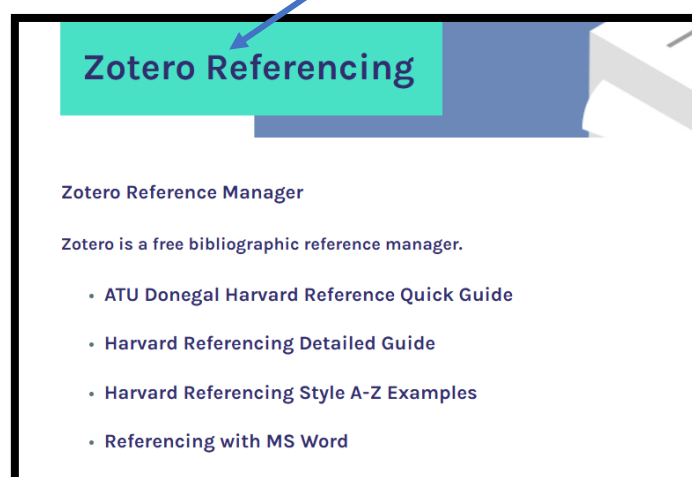 Zotero Referencing
Zotero Reference Manager
Zotero is a free bibliographic reference manager.
• ATU Donegal Harvard Reference Quick Guide
• Harvard Referencing Detailed Guide
• Harvard Referencing Style A-Z Examples
• Referencing with MS Word